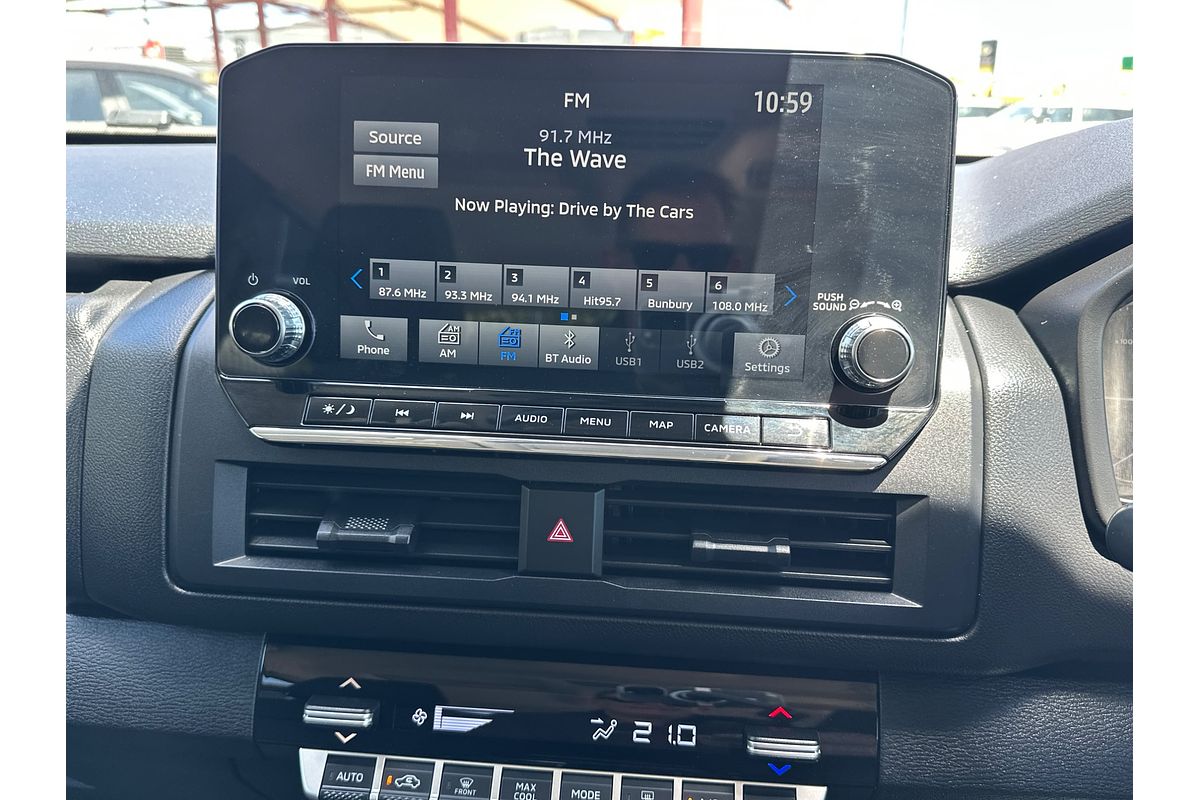 FM
10:59
Source
91.7 MHz
The Wave
FM Menu
Now Playing: Drive by The Cars
VOL
1 87.6 MHz
2 93.3 MHz
3 94.1 MHz
4 Hit95.7
5 Bunbury
6 108.0 MHz
PUSH
SOUND
Phone
AM
AM
FM
FM
BT Audio
USB1
USB2
Settings
AUDIO
MENU
MAP
CAMERA
21.0
AUTO
FRONT
MAX
COOL
MODE
x100